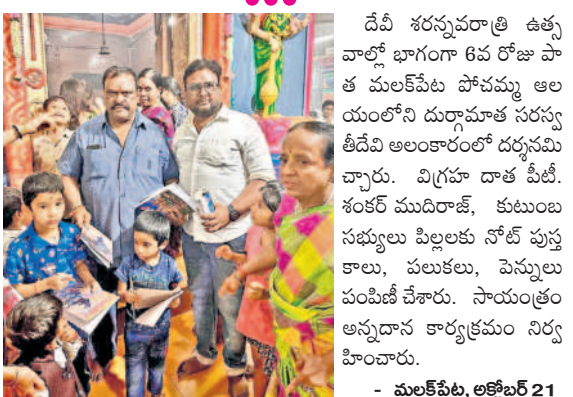 దేవీ శరన్నవరాత్రి ఉత్స
వాల్లో భాగంగా 6వ రోజు పా
త మలక్‌పేట పోచమ్మ ఆల
యంలోని దుర్గామాత సరస్వ
తీదేవి అలంకారంలో దర్శనమి
చ్చారు. విగ్రహ దాత పీటీ.
శంకర్ ముదిరాజ్, కుటుంబ
సభ్యులు పిల్లలకు నోట్ పుస్త
కాలు, పలుకలు, పెన్నులు
పంపిణీ చేశారు. సాయంత్రం
అన్నదాన కార్యక్రమం నిర్వ
హించారు.
- మలక్‌పేట, అక్టోబర్ 21